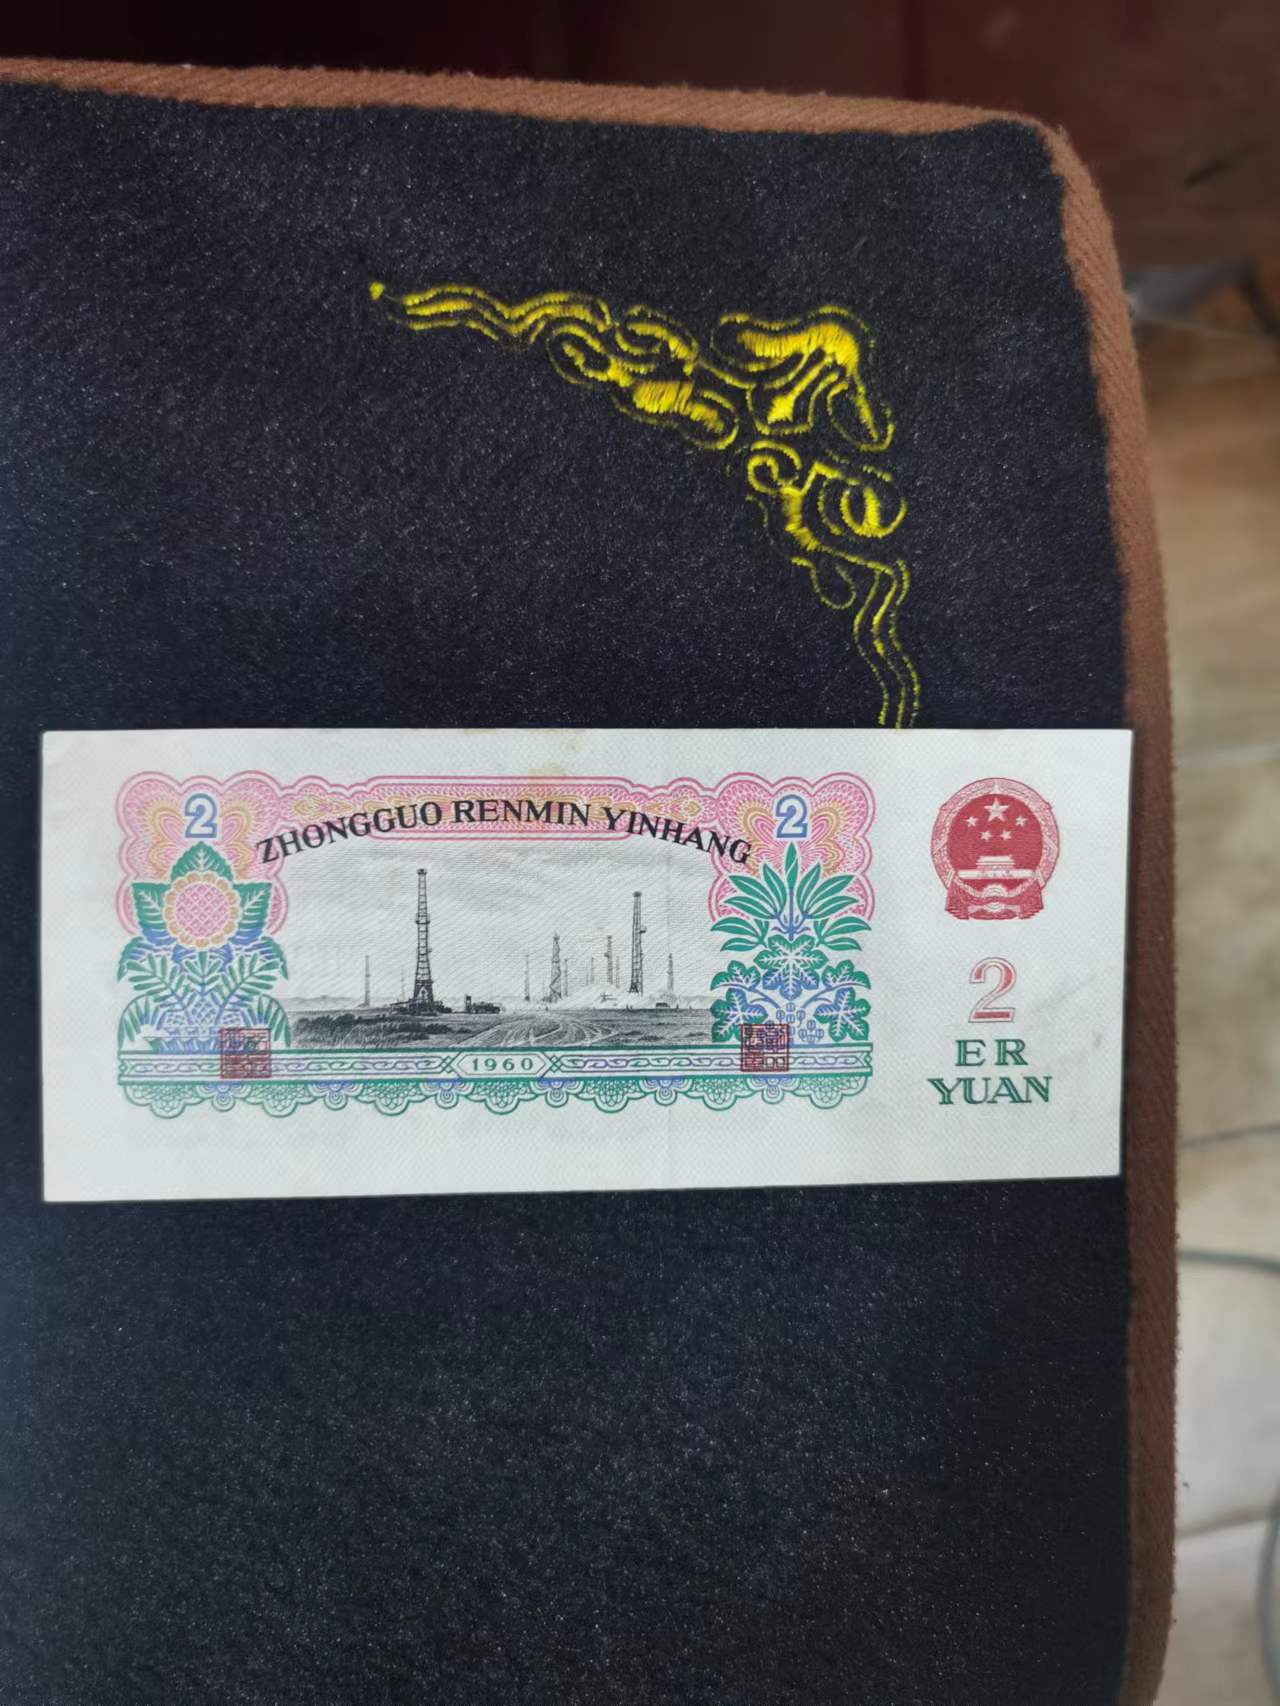 2
2
ZHONGGUO RENMIN YINHANG
2
ER
YUAN
1960